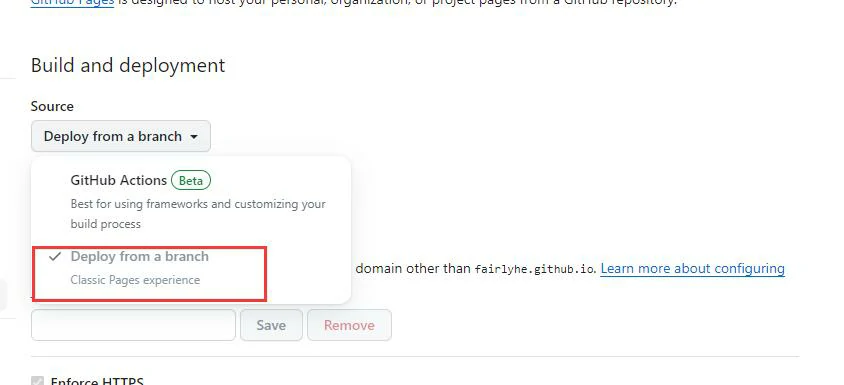 GitHub Pages is designed to host your personal, organization, or project pages from a GitHub repository.
Build and deployment
Source
Deploy from a branch
GitHub Actions Beta
Best for using frameworks and customizing your
build process
Deploy from a branch
Classic Pages experience
domain other than fairlyhe.github.io. Learn more about configuring
Save Remove
Enforce HTTPS